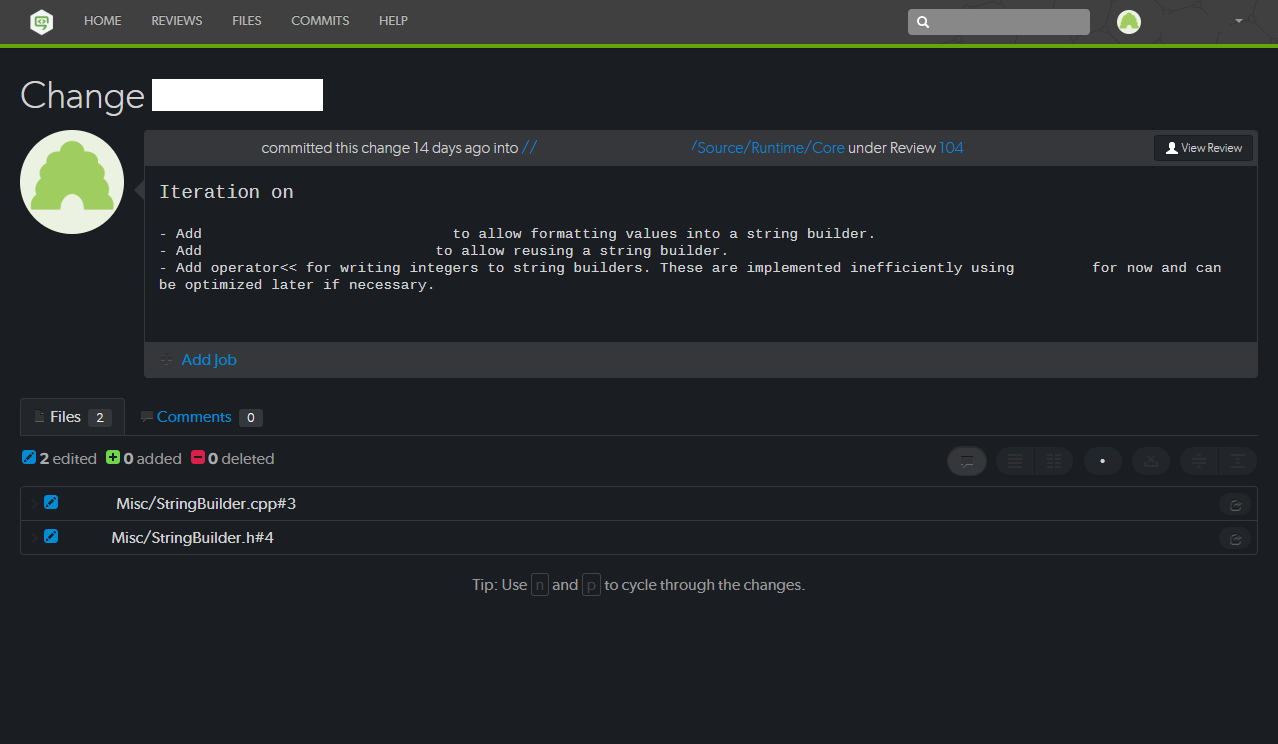 HOME REVIEWS FILES COMMITS HELP
Change
committed this change 14 days ago into // /Source/Runtime/Core under Review 104 View Review
Iteration on
- Add to allow formatting values into a string builder.
- Add to allow reusing a string builder.
- Add operator<< for writing integers to string builders. These are implemented inefficiently using for now and can
be optimized later if necessary.
Add Job
Files 2 Comments 0
2 edited 0 added 0 deleted
Misc/StringBuilder.cpp#3
Misc/StringBuilder.h#4
Tip: Use n and p to cycle through the changes.